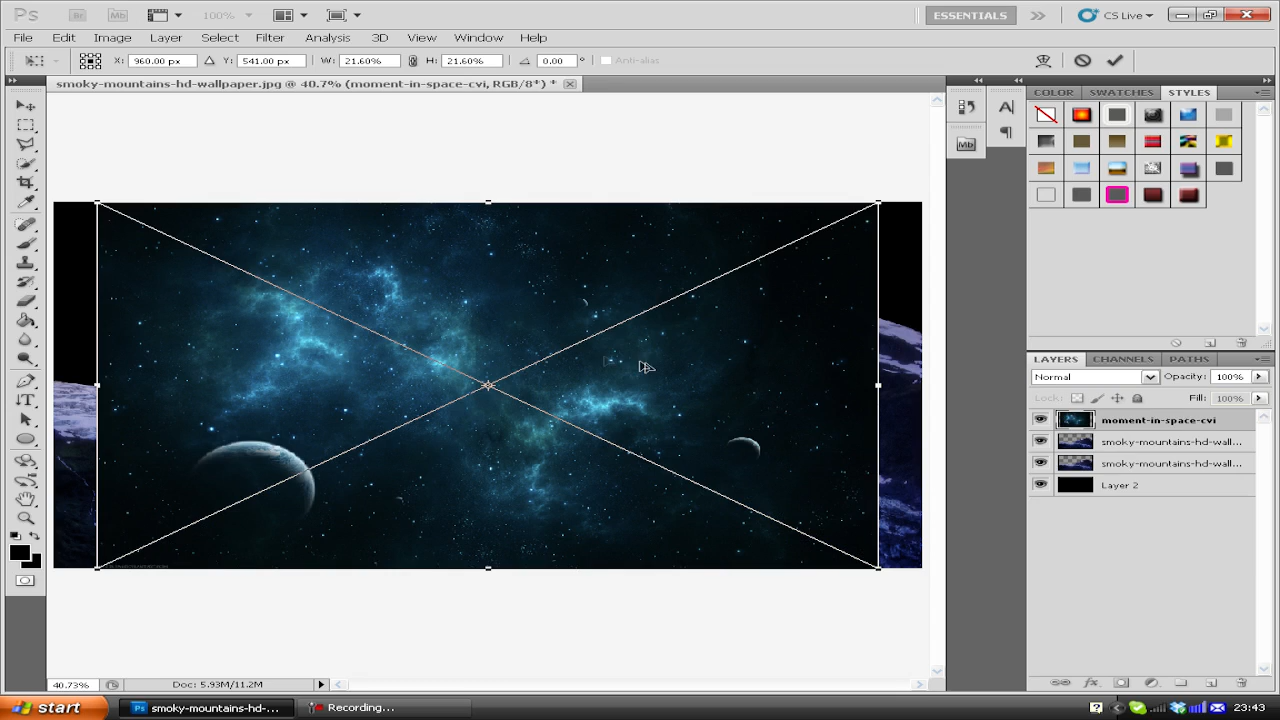 Ps Br Mb 100% ESSENTIALS CS Live
File Edit Image Layer Select Filter Analysis 3D View Window Help
X: 960.00 px Y: 541.00 px W: 21.60% H: 21.60% 0.00 ° Anti-alias
smoky-mountains-hd-wallpaper.jpg @ 40.7% (moment-in-space-cvi, RGB/8*) *
COLOR SWATCHES STYLES
A
Mb
LAYERS CHANNELS PATHS
Normal Opacity: 100%
Lock: Fill: 100%
moment-in-space-cvi
smoky-mountains-hd-wall...
smoky-mountains-hd-wall...
Layer 2
T
40.73% Doc: 5.93M/11.2M
fx
start Ps smoky-mountains-hd-... Recording... ? 23:43